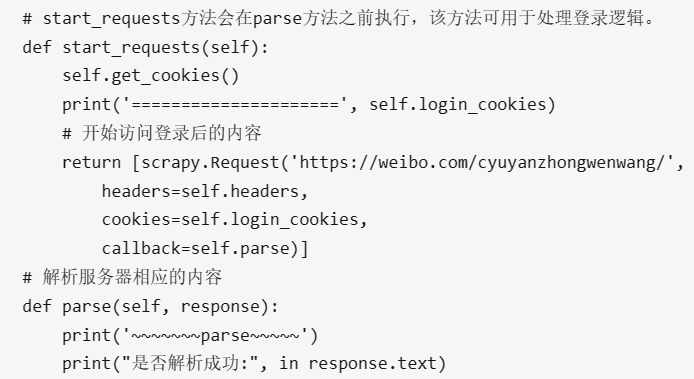 # start_requests方法会在parse方法之前执行，该方法可用于处理登录逻辑。
def start_requests(self):
    self.get_cookies()
    print('=====================', self.login_cookies)
    # 开始访问登录后的内容
    return [scrapy.Request('https://weibo.com/cyuyanzhongwenwang/',
        headers=self.headers,
        cookies=self.login_cookies,
        callback=self.parse)]
# 解析服务器相应的内容
def parse(self, response):
    print('~~~~~~~parse~~~~~')
    print("是否解析成功:", in response.text)